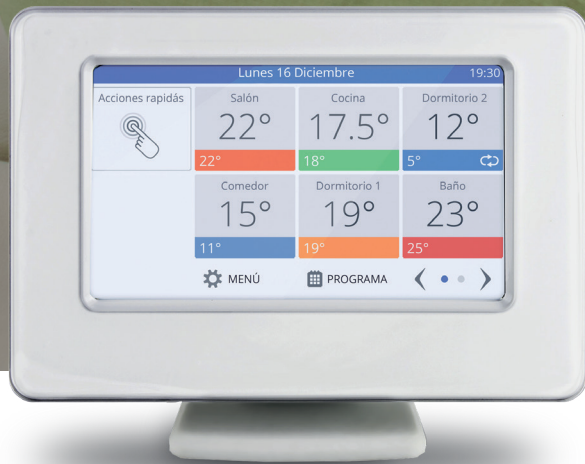 Lunes 16 Diciembre 19:30
Acciones rapidás
Salón Cocina Dormitorio 2
22° 17.5° 12°
22° 18° 5°
Comedor Dormitorio 1 Baño
15° 19° 23°
11° 19° 25°
MENÚ PROGRAMA